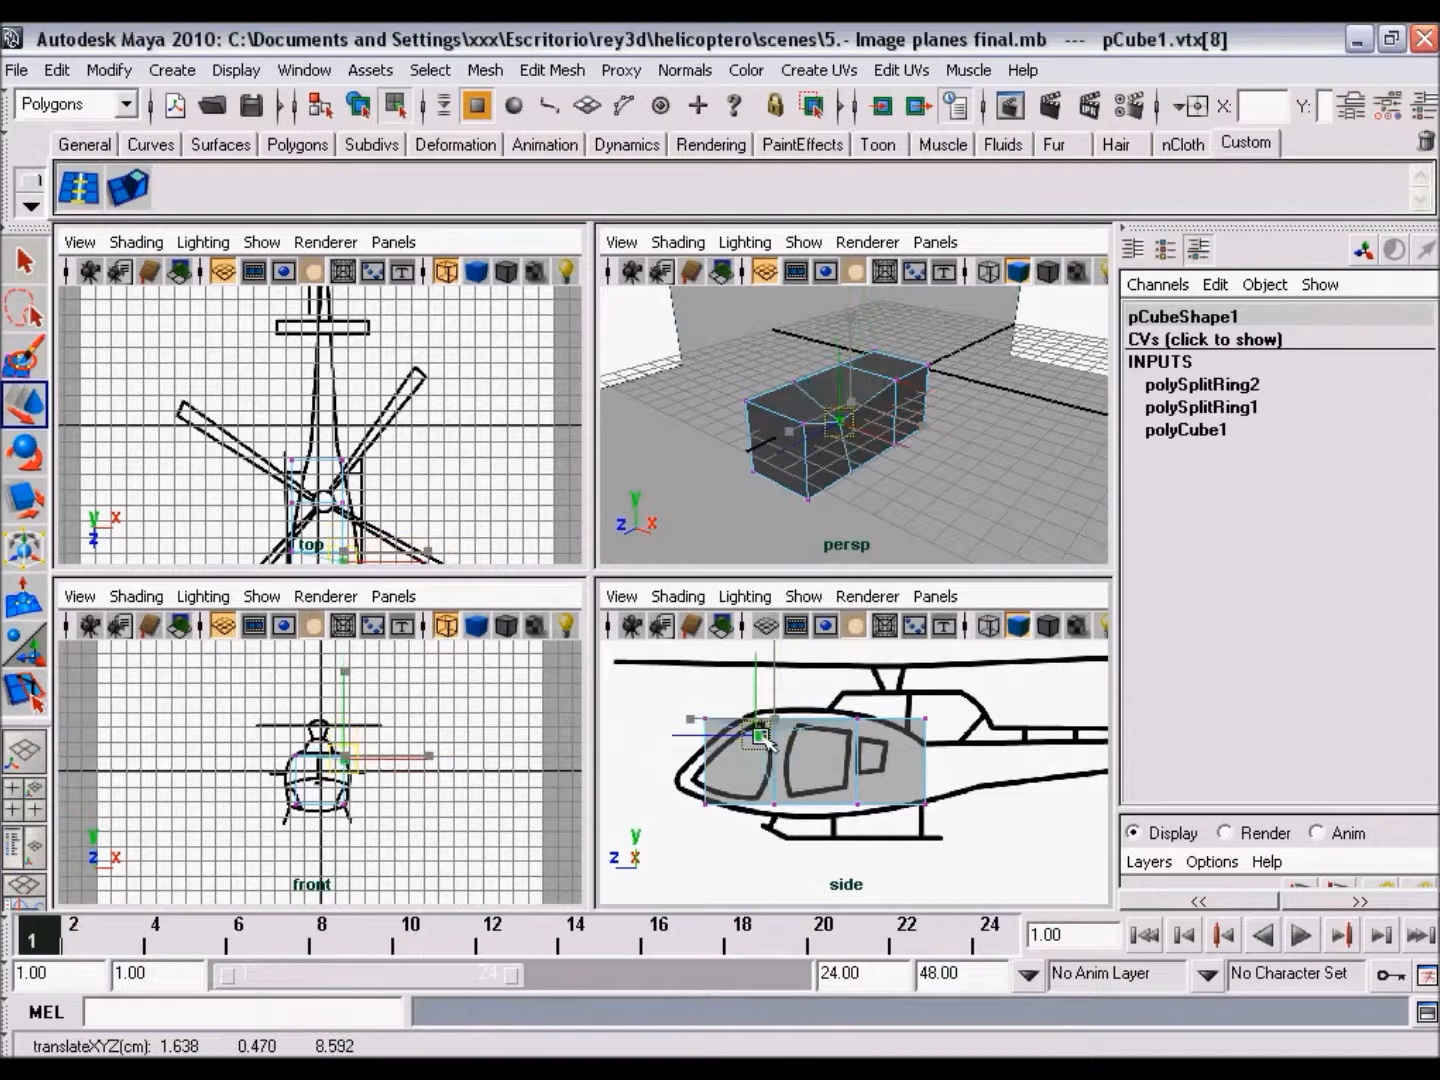 Autodesk Maya 2010: C:\Documents and Settings\xxx\Escritorio\rey3d\helicoptero\scenes\5.- Image planes final.mb --- pCube1.vtx[8]
File Edit Modify Create Display Window Assets Select Mesh Edit Mesh Proxy Normals Color Create UVs Edit UVs Muscle Help
Polygons X: Y:
General Curves Surfaces Polygons Subdivs Deformation Animation Dynamics Rendering PaintEffects Toon Muscle Fluids Fur Hair nCloth Custom
View Shading Lighting Show Renderer Panels
y x
z
top
View Shading Lighting Show Renderer Panels
y
z x
persp
View Shading Lighting Show Renderer Panels
y
z x
front
View Shading Lighting Show Renderer Panels
y
z x
side
Channels Edit Object Show
pCubeShape1
CVs (click to show)
INPUTS
polySplitRing2
polySplitRing1
polyCube1
Display Render Anim
Layers Options Help
<< >>
1 2 4 6 8 10 12 14 16 18 20 22 24 1.00
1.00 1.00 1 24 24.00 48.00 No Anim Layer No Character Set
MEL
translateXYZ(cm): 1.638 0.470 8.592